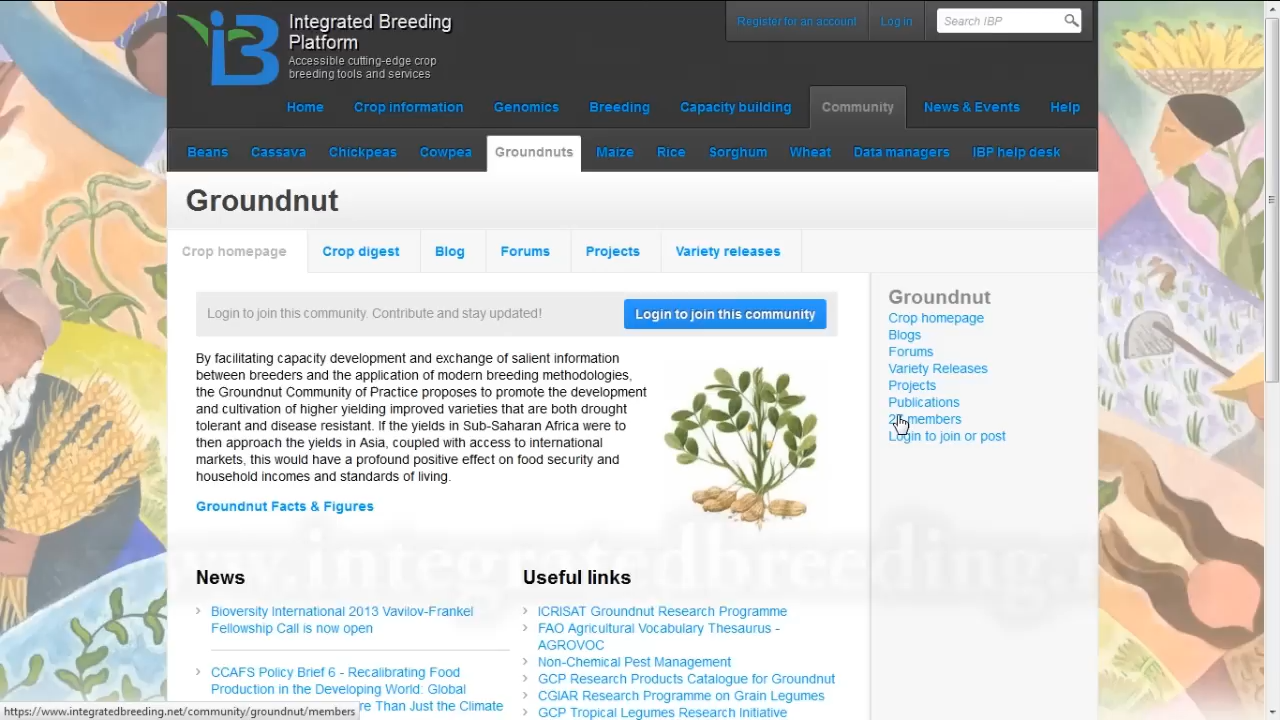 Integrated Breeding
Platform
Accessible cutting-edge crop
breeding tools and services
Register for an account
Log in
Search IBP
Home
Crop information
Genomics
Breeding
Capacity building
Community
News & Events
Help
Beans
Cassava
Chickpeas
Cowpea
Groundnuts
Maize
Rice
Sorghum
Wheat
Data managers
IBP help desk
Groundnut
Crop homepage
Crop digest
Blog
Forums
Projects
Variety releases
Login to join this community. Contribute and stay updated!
Login to join this community
By facilitating capacity development and exchange of salient information
between breeders and the application of modern breeding methodologies,
the Groundnut Community of Practice proposes to promote the development
and cultivation of higher yielding improved varieties that are both drought
tolerant and disease resistant. If the yields in Sub-Saharan Africa were to
then approach the yields in Asia, coupled with access to international
markets, this would have a profound positive effect on food security and
household incomes and standards of living.
Groundnut Facts & Figures
Groundnut
Crop homepage
Blogs
Forums
Variety Releases
Projects
Publications
members
Login to join or post
www.integratedbreeding.
News
Bioversity International 2013 Vavilov-Frankel
Fellowship Call is now open
CCAFS Policy Brief 6 - Recalibrating Food
Production in the Developing World: Global
re Than Just the Climate
Useful links
ICRISAT Groundnut Research Programme
FAO Agricultural Vocabulary Thesaurus -
AGROVOC
Non-Chemical Pest Management
GCP Research Products Catalogue for Groundnut
CGIAR Research Programme on Grain Legumes
GCP Tropical Legumes Research Initiative
https://www.integratedbreeding.net/community/groundnut/members